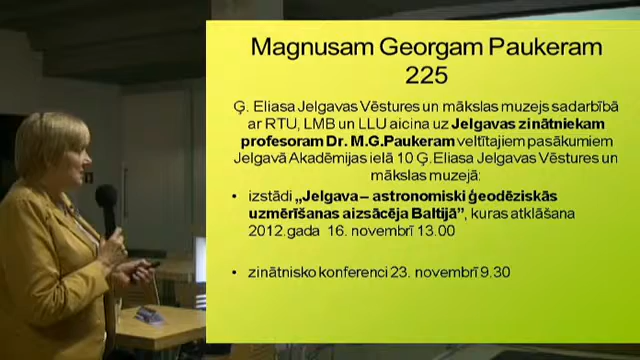 Magnusam Georgam Paukeram
225
Ģ. Eliasa Jelgavas Vēstures un mākslas muzejs sadarbībā
ar RTU, LMB un LLU aicina uz Jelgavas zinātniekam
profesoram Dr. M.G.Paukeram veltītajiem pasākumiem
Jelgavā Akadēmijas ielā 10 Ģ.Eliasa Jelgavas Vēstures un
mākslas muzejā:
• izstādi „Jelgava – astronomiski ģeodēziskās
uzmērīšanas aizsācēja Baltijā”, kuras atklāšana
2012.gada 16. novembrī 13.00
• zinātnisko konferenci 23. novembrī 9.30